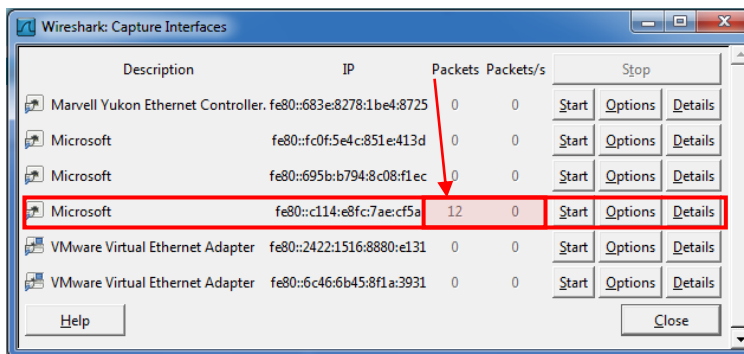 Wireshark: Capture Interfaces
Description IP Packets Packets/s Stop
Marvell Yukon Ethernet Controller. fe80::683e:8278:1be4:8725 0 0 Start Options Details
Microsoft fe80::fc0f:5e4c:851e:413d 0 0 Start Options Details
Microsoft fe80::695b:b794:8c08:f1ec 0 0 Start Options Details
Microsoft fe80::c114:e8fc:7ae:cf5a 12 0 Start Options Details
VMware Virtual Ethernet Adapter fe80::2422:1516:8880:e131 0 0 Start Options Details
VMware Virtual Ethernet Adapter fe80::6c46:6b45:8f1a:3931 0 0 Start Options Details
Help Close